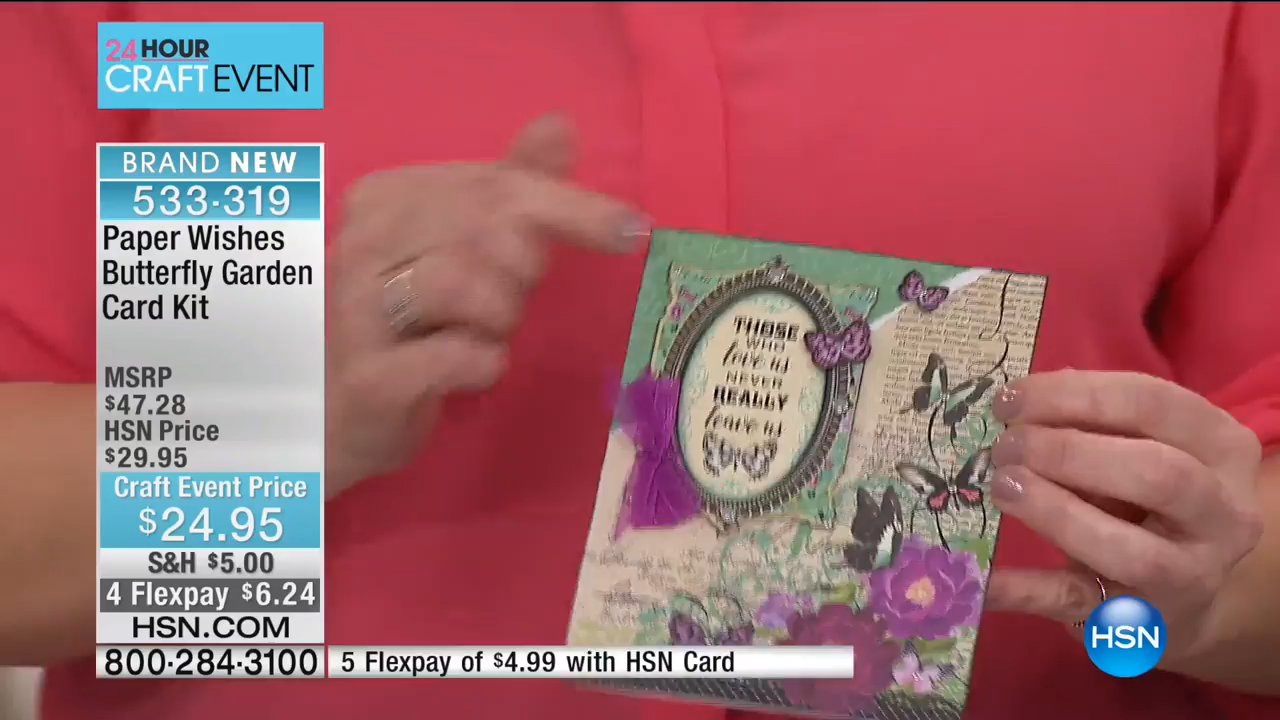 24 HOUR
CRAFT EVENT
BRAND NEW
533-319
Paper Wishes
Butterfly Garden
Card Kit
MSRP
$47.28
HSN Price
$29.95
Craft Event Price
$24.95
S&H $5.00
4 Flexpay $6.24
HSN.COM
800-284-3100
5 Flexpay of $4.99 with HSN Card
THOSE
WHO
NEVER
REALLY
HSN